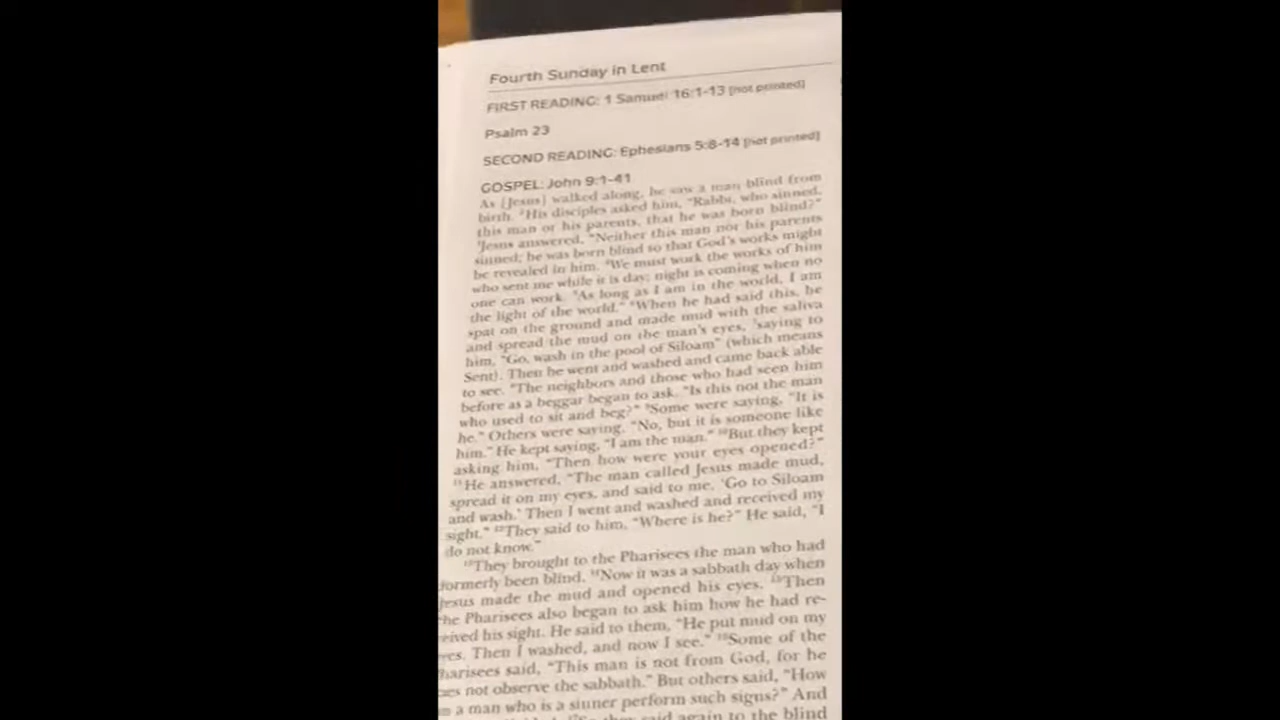 Fourth Sunday in Lent
FIRST READING: 1 Samuel 16:1-13 [not printed]
Psalm 23
SECOND READING: Ephesians 5:8-14 [not printed]
GOSPEL: John 9:1-41
As [Jesus] walked along, he saw a man blind from
birth. ²His disciples asked him, “Rabbi, who sinned,
this man or his parents, that he was born blind?”
³Jesus answered, “Neither this man nor his parents
sinned; he was born blind so that God’s works might
be revealed in him. ⁴We must work the works of him
who sent me while it is day; night is coming when no
one can work. ⁵As long as I am in the world, I am
the light of the world.” ⁶When he had said this, he
spat on the ground and made mud with the saliva
and spread the mud on the man’s eyes, ⁷saying to
him, “Go, wash in the pool of Siloam” (which means
Sent). Then he went and washed and came back able
to see. ⁸The neighbors and those who had seen him
before as a beggar began to ask, “Is this not the man
who used to sit and beg?” ⁹Some were saying, “It is
he.” Others were saying, “No, but it is someone like
him.” He kept saying, “I am the man.” ¹⁰But they kept
asking him, “Then how were your eyes opened?”
¹¹He answered, “The man called Jesus made mud,
spread it on my eyes, and said to me, ‘Go to Siloam
and wash.’ Then I went and washed and received my
sight.” ¹²They said to him, “Where is he?” He said, “I
do not know.”
¹³They brought to the Pharisees the man who had
formerly been blind. ¹⁴Now it was a sabbath day when
Jesus made the mud and opened his eyes. ¹⁵Then
the Pharisees also began to ask him how he had re-
ceived his sight. He said to them, “He put mud on my
eyes. Then I washed, and now I see.” ¹⁶Some of the
Pharisees said, “This man is not from God, for he
does not observe the sabbath.” But others said, “How
a man who is a sinner perform such signs?” And
they said again to the blind